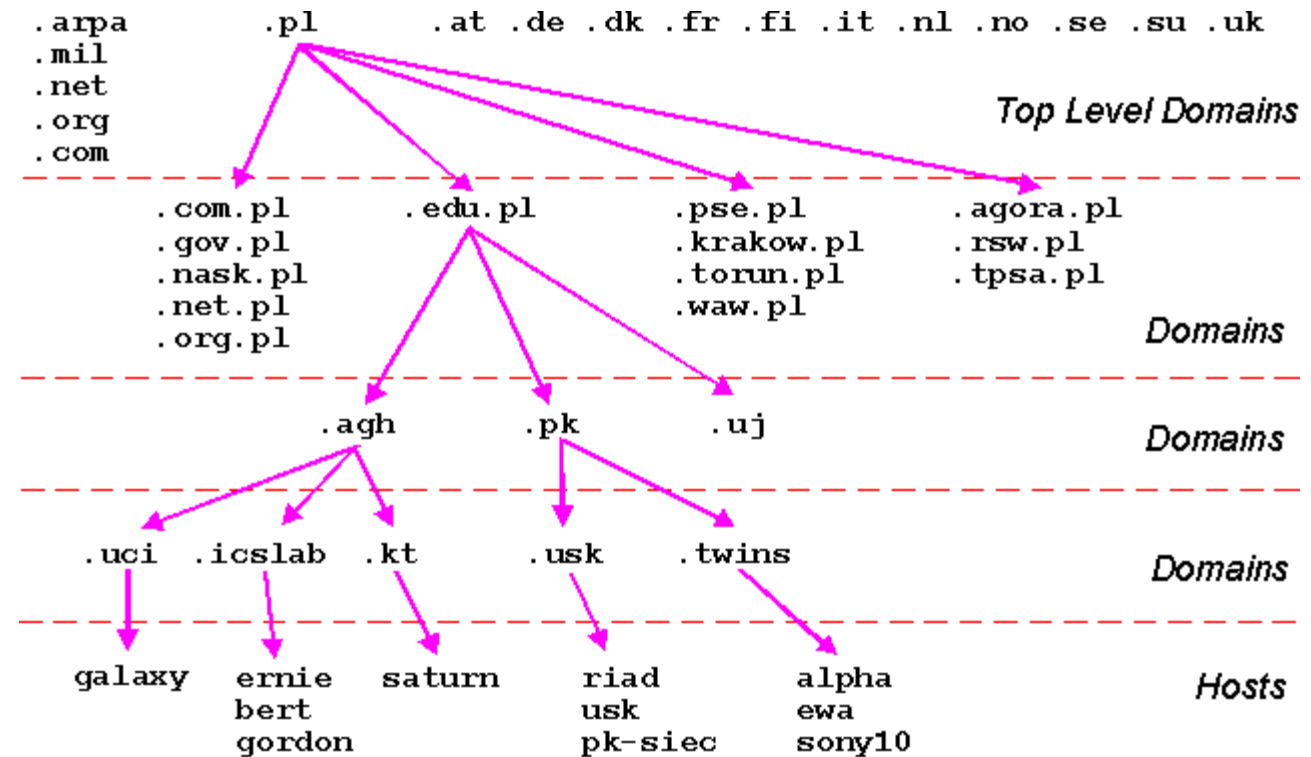 .arpa .pl .at .de .dk .fr .fi .it .nl .no .se .su .uk
.mil
.net
.org
.com
Top Level Domains
.com.pl .edu.pl .pse.pl .agora.pl
.gov.pl .krakow.pl .rsw.pl
.nask.pl .torun.pl .tpsa.pl
.net.pl .waw.pl
.org.pl
Domains
.agh .pk .uj
Domains
.uci .icslab .kt .usk .twins
Domains
galaxy ernie saturn riad alpha
Hosts
bert usk ewa
gordon pk-siec sony10